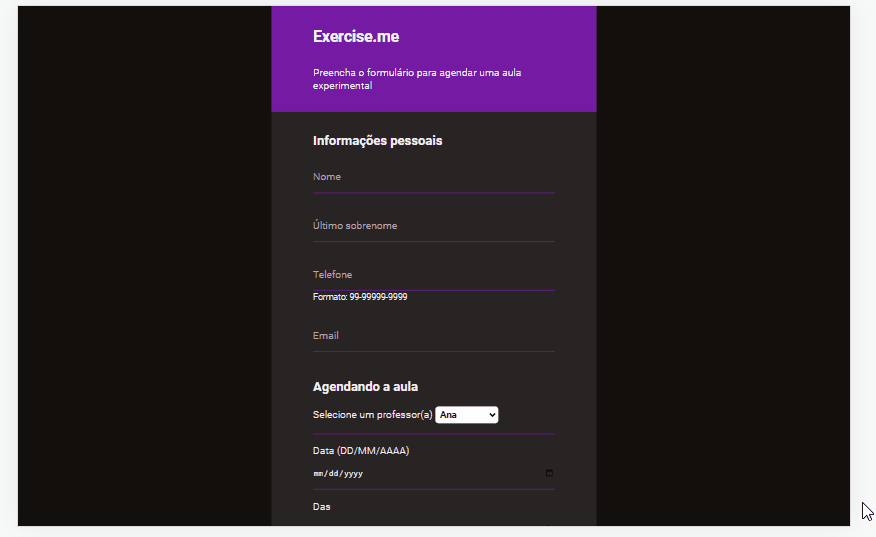 Exercise.me
Preencha o formulário para agendar uma aula
experimental
Informações pessoais
Nome
Último sobrenome
Telefone
Formato: 99-99999-9999
Email
Agendando a aula
Selecione um professor(a) Ana
Data (DD/MM/AAAA)
mm/dd/yyyy
Das